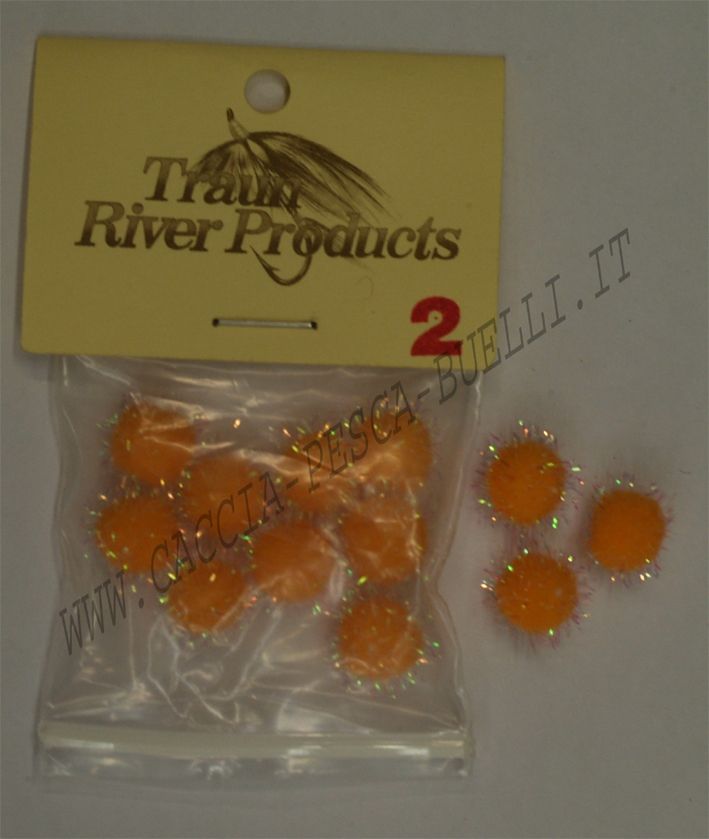 Traun
River Products
2
WWW.CACCIA-PESCA-BUELLI.IT